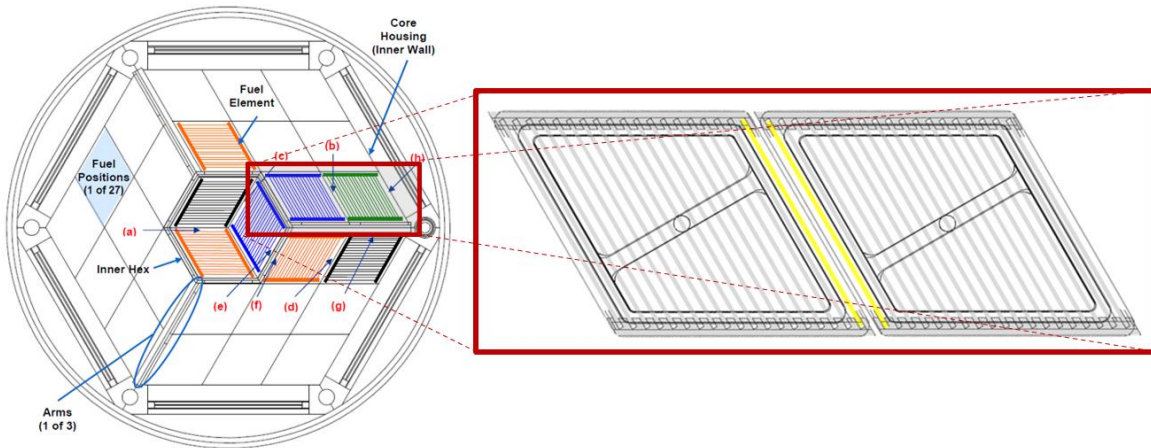 Core
Housing
(Inner Wall)
Fuel
Element
Fuel
Positions
(1 of 27)
(c)
(b)
(h)
(a)
Inner Hex
(e)
(f)
(d)
(g)
Arms
(1 of 3)